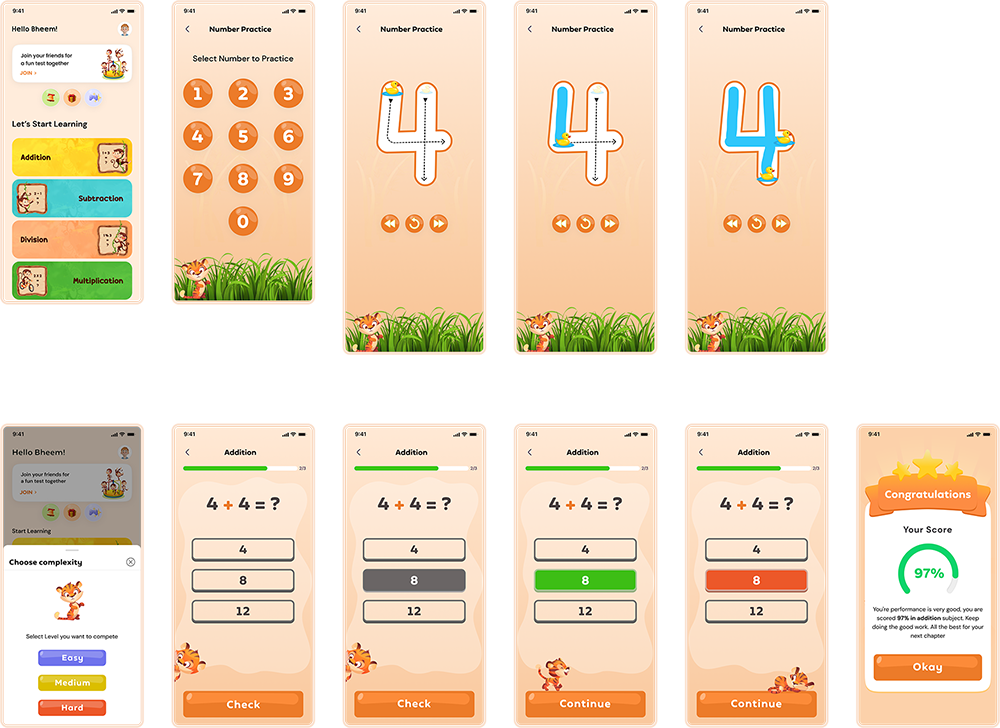 9:41
Hello Bheem!
Join your friends for
a fun test together
JOIN >
Let's Start Learning
Addition
Subtraction
Division
Multiplication
9:41
Number Practice
Select Number to Practice
1 2 3
4 5 6
7 8 9
0
9:41
Number Practice
4
9:41
Number Practice
4
9:41
Number Practice
4
9:41
Hello Bheem!
Join your friends for
a fun test together
JOIN >
Start Learning
Choose complexity
Select Level you want to compete
Easy
Medium
Hard
9:41
Addition
2/3
4 + 4 = ?
4
8
12
Check
9:41
Addition
2/3
4 + 4 = ?
4
8
12
Check
9:41
Addition
2/3
4 + 4 = ?
4
8
12
Continue
9:41
Addition
2/3
4 + 4 = ?
4
8
12
Continue
9:41
Congratulations
Your Score
97%
You're performance is very good, you are
scored 97% in addition subject. Keep
doing the good work. All the best for your
next chapter
Okay